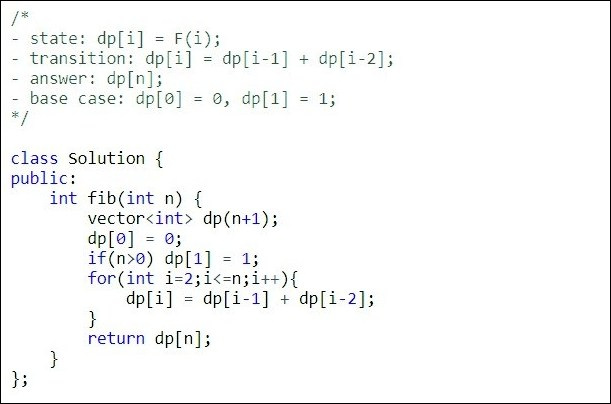 /*
- state: dp[i] = F(i);
- transition: dp[i] = dp[i-1] + dp[i-2];
- answer: dp[n];
- base case: dp[0] = 0, dp[1] = 1;
*/

class Solution {
public:
    int fib(int n) {
        vector<int> dp(n+1);
        dp[0] = 0;
        if(n>0) dp[1] = 1;
        for(int i=2;i<=n;i++){
            dp[i] = dp[i-1] + dp[i-2];
        }
        return dp[n];
    }
};